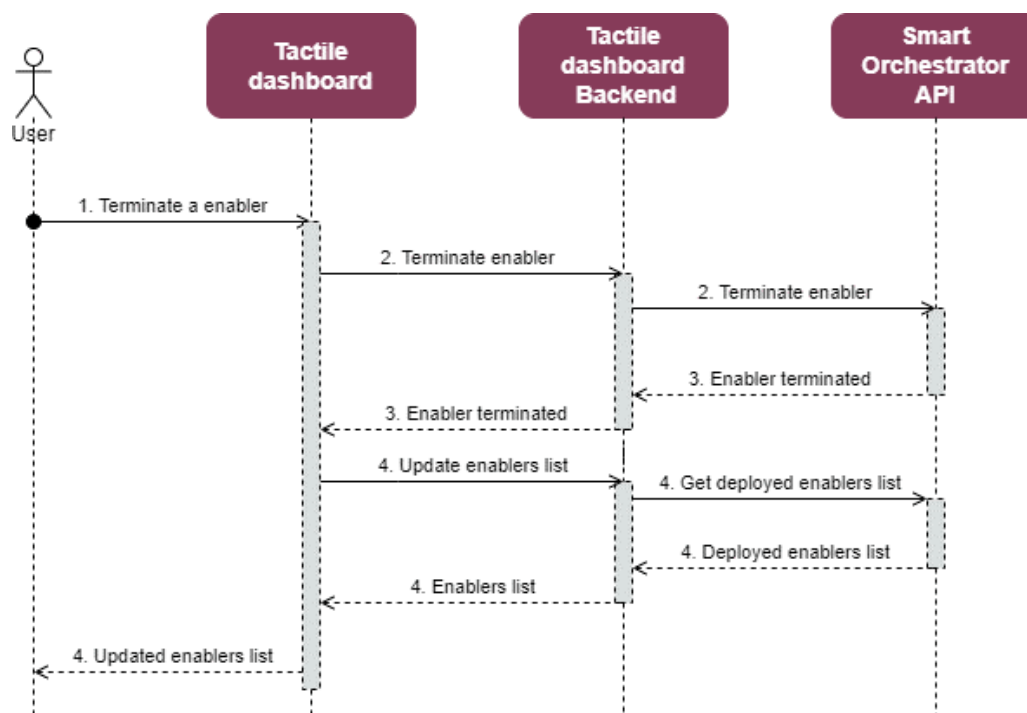 Tactile
dashboard
Tactile
dashboard
Backend
Smart
Orchestrator
API
User
1. Terminate a enabler
2. Terminate enabler
2. Terminate enabler
3. Enabler terminated
3. Enabler terminated
4. Update enablers list
4. Get deployed enablers list
4. Deployed enablers list
4. Enablers list
4. Updated enablers list